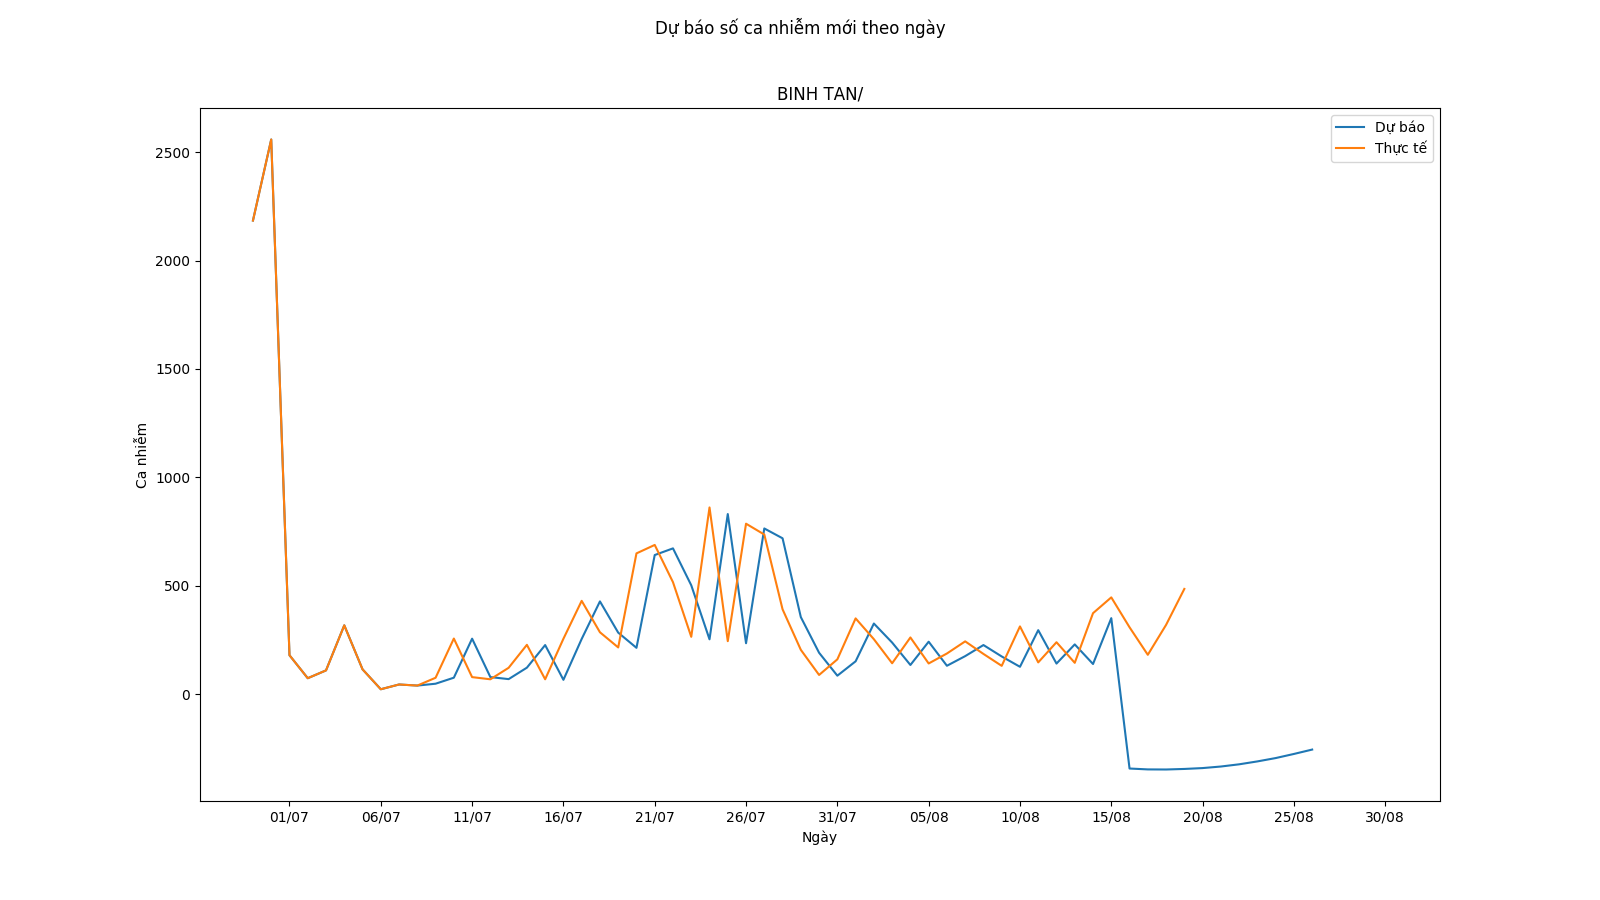 Dự báo số ca nhiễm mới theo ngày
BINH TAN/
Dự báo
Thực tế
2500
2000
1500
1000
500
0
Ca nhiễm
01/07 06/07 11/07 16/07 21/07 26/07 31/07 05/08 10/08 15/08 20/08 25/08 30/08
Ngày